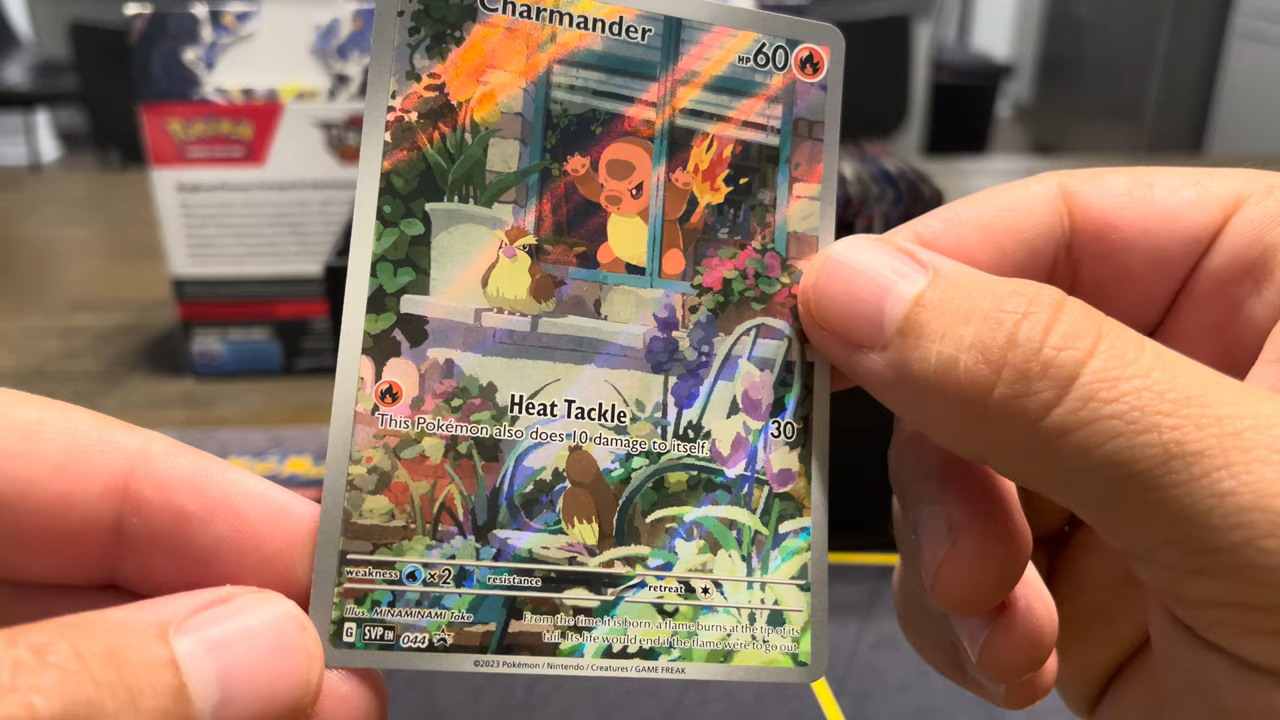 Charmander
HP 60
Pokémon
Heat Tackle
30
This Pokémon also does 10 damage to itself.
weakness ×2 resistance retreat
Illus. MINAMINAMI Take
From the time it is born, a flame burns at the tip of its
tail. Its life would end if the flame were to go out.
G SVP EN 044
©2023 Pokémon / Nintendo / Creatures / GAME FREAK